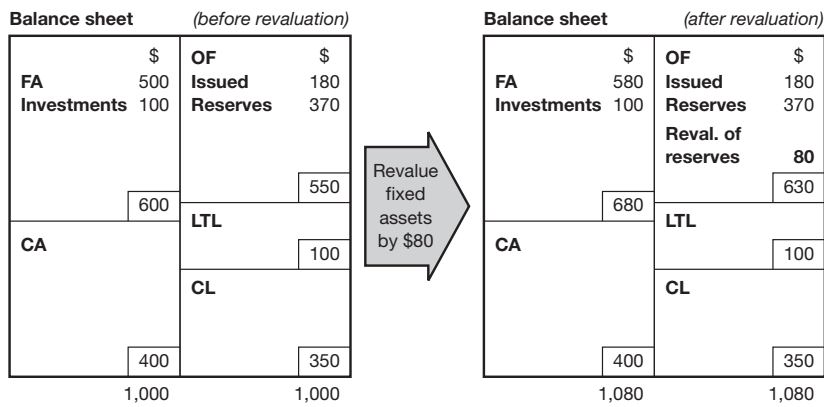 Balance sheet (before revaluation)
$ OF $
FA 500 Issued 180
Investments 100 Reserves 370
550
600
LTL
CA
100
CL
400 350
1,000 1,000
Revalue
fixed
assets
by $80
Balance sheet (after revaluation)
$ OF $
FA 580 Issued 180
Investments 100 Reserves 370
Reval. of
reserves 80
630
680
LTL
CA
100
CL
400 350
1,080 1,080